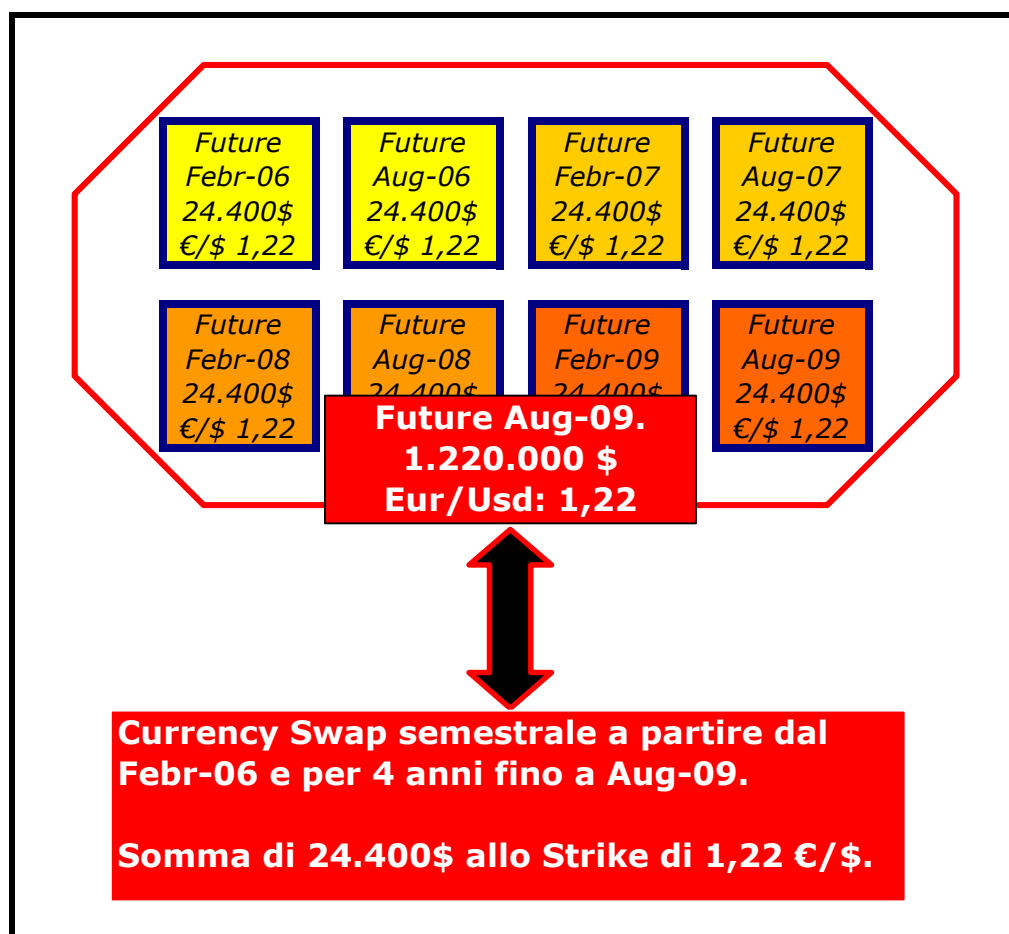 Future
Febr-06
24.400$
€/$ 1,22
Future
Aug-06
24.400$
€/$ 1,22
Future
Febr-07
24.400$
€/$ 1,22
Future
Aug-07
24.400$
€/$ 1,22
Future
Febr-08
24.400$
€/$ 1,22
Future
Aug-08
24.400$
Future
Febr-09
24.400$
Future
Aug-09
24.400$
€/$ 1,22
Future Aug-09.
1.220.000 $
Eur/Usd: 1,22
Currency Swap semestrale a partire dal
Febr-06 e per 4 anni fino a Aug-09.
Somma di 24.400$ allo Strike di 1,22 €/$.